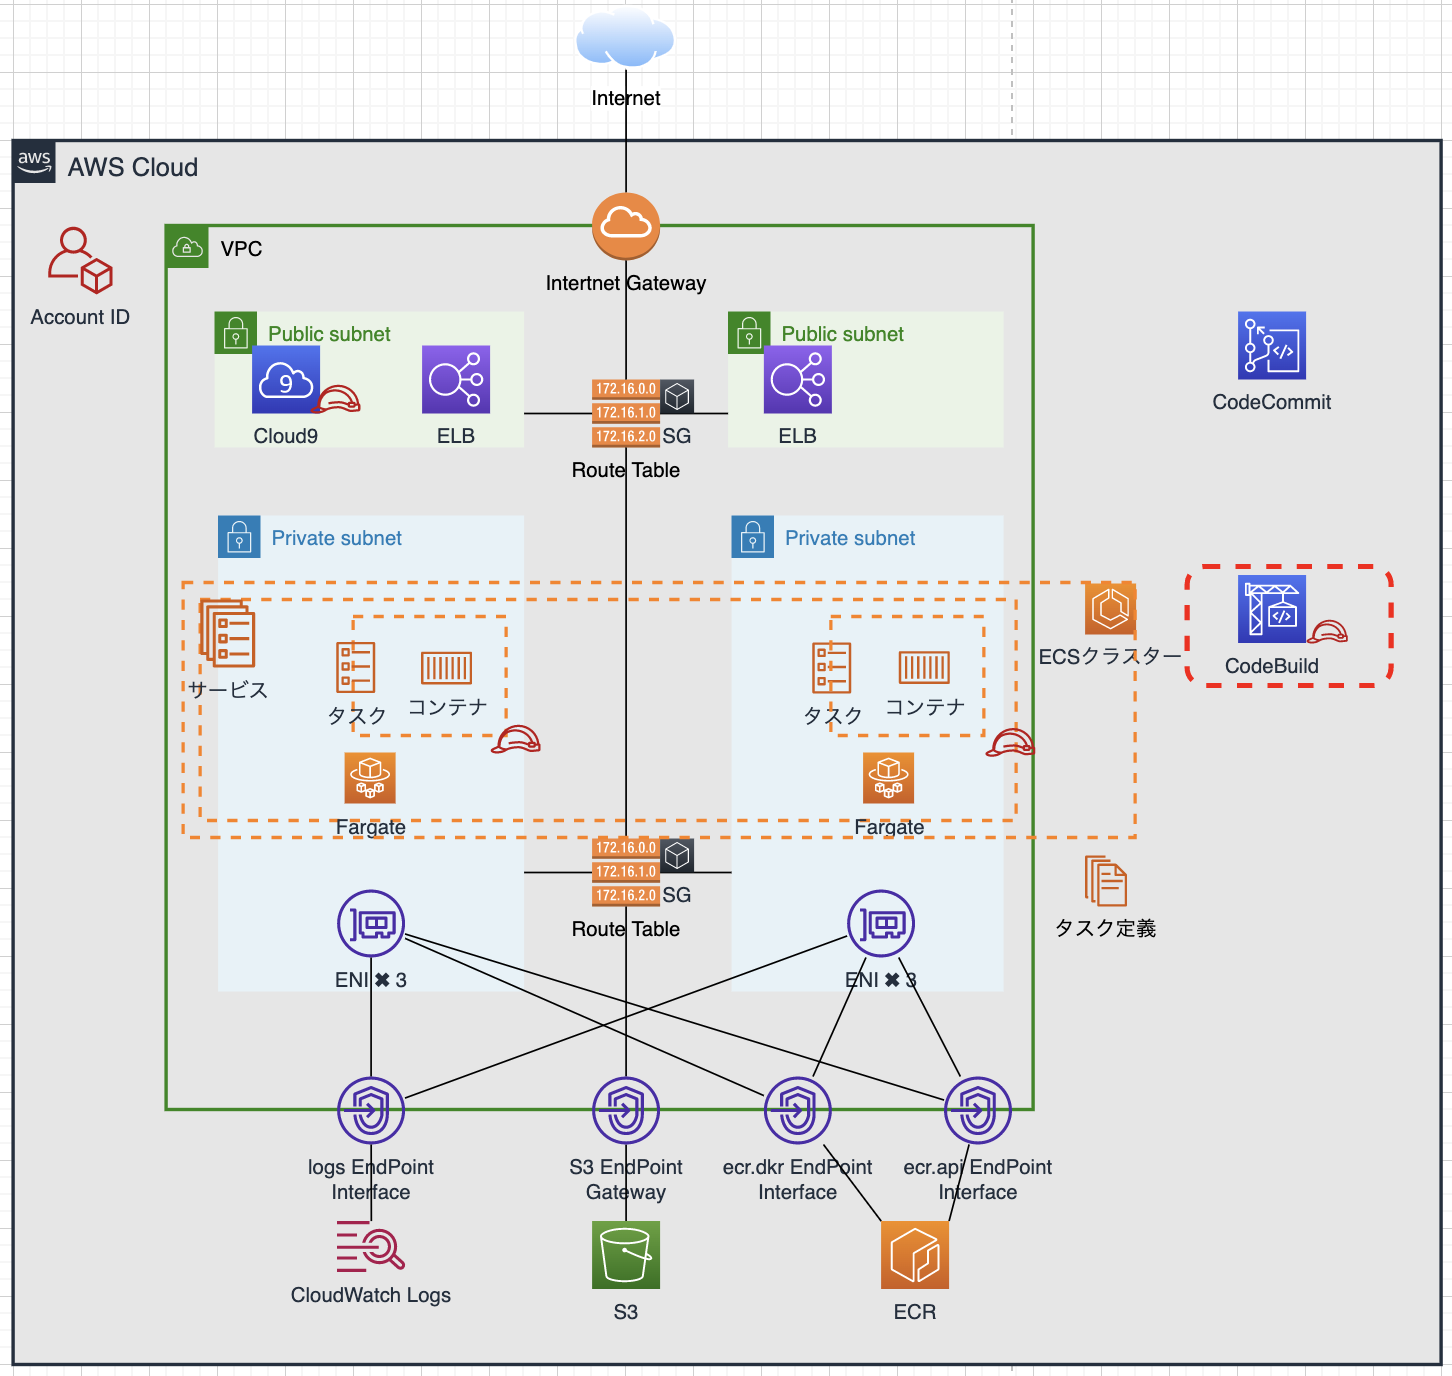 Internet
aws
AWS Cloud
Account ID
VPC
Intertnet Gateway
Public subnet
9
Cloud9
ELB
172.16.0.0
172.16.1.0
172.16.2.0
SG
Route Table
Public subnet
ELB
</>
CodeCommit
Private subnet
Private subnet
サービス
タスク
コンテナ
Fargate
タスク
コンテナ
Fargate
ECSクラスター
</>
CodeBuild
172.16.0.0
172.16.1.0
172.16.2.0
SG
Route Table
タスク定義
ENI ✖ 3
ENI ✖ 3
logs EndPoint
Interface
S3 EndPoint
Gateway
ecr.dkr EndPoint
Interface
ecr.api EndPoint
Interface
CloudWatch Logs
S3
ECR